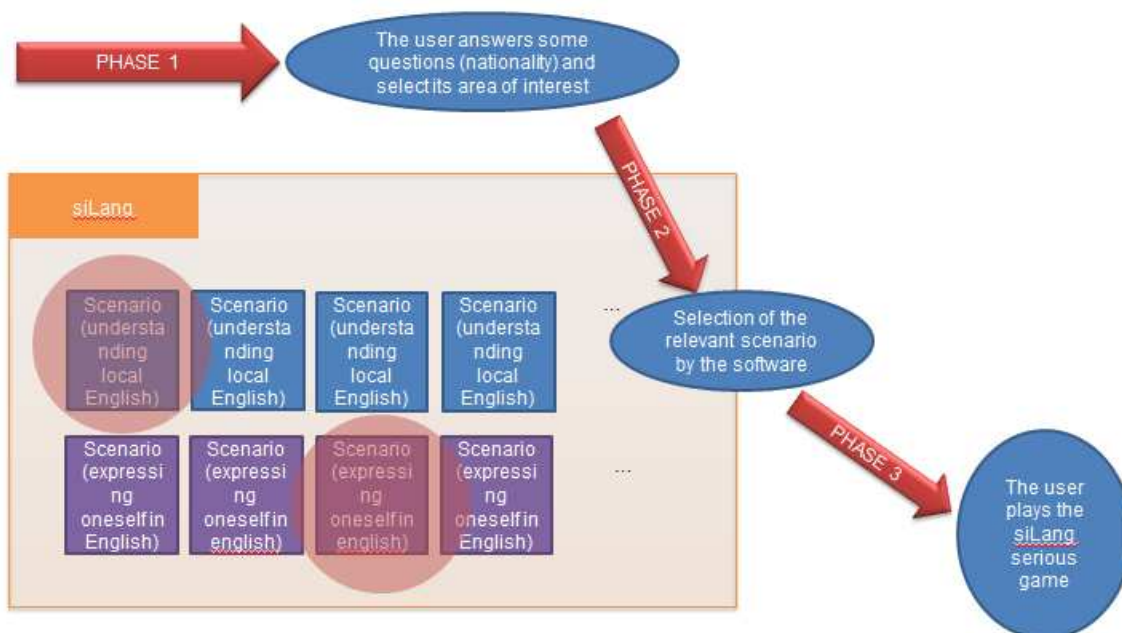 PHASE 1
The user answers some
questions (nationality) and
select its area of interest
PHASE 2
siLang
Scenario
(understa
nding
local
English)
Scenario
(understa
nding
local
English)
Scenario
(understa
nding
local
English)
Scenario
(understa
nding
local
English)
...
Selection of the
relevant scenario
by the software
Scenario
(expressi
ng
oneself in
English)
Scenario
(expressi
ng
oneself in
english)
Scenario
(expressi
ng
oneself in
english)
Scenario
(expressi
ng
oneself in
English)
...
PHASE 3
The user
plays the
siLang
serious
game